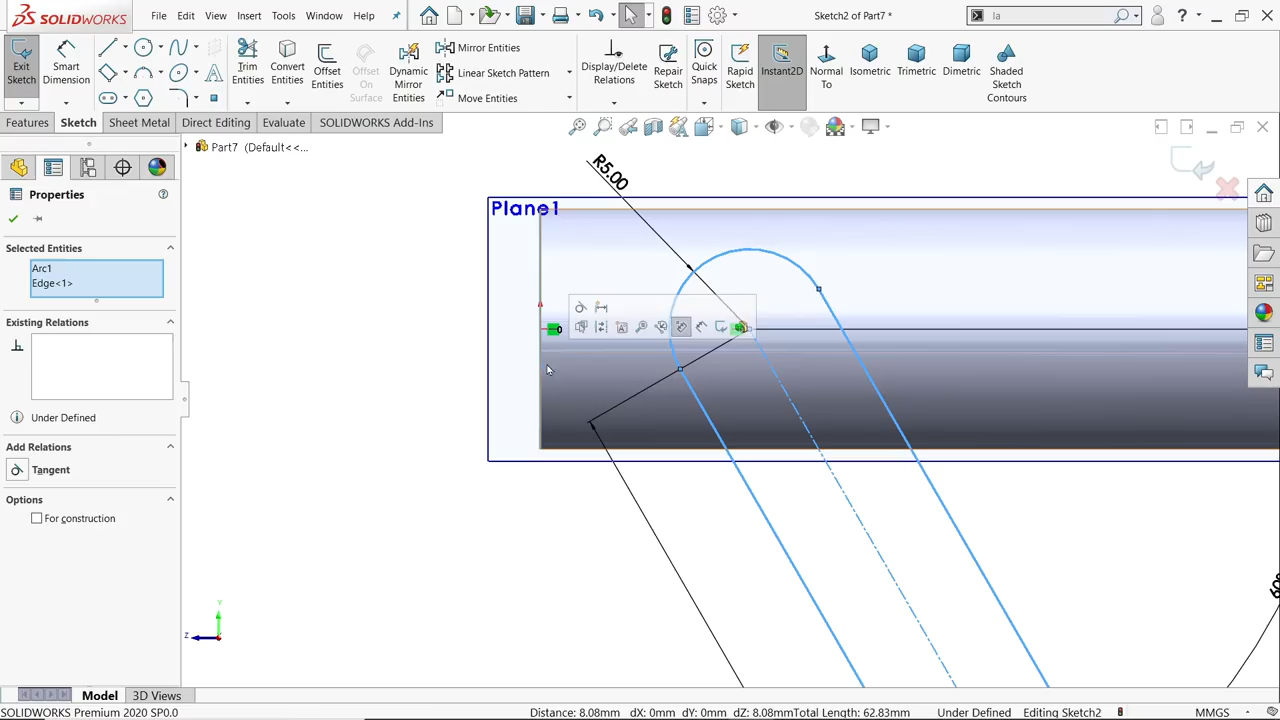 SOLIDWORKS File Edit View Insert Tools Window Help Sketch2 of Part7 * la ?
Exit Sketch
Smart Dimension
Trim Entities
Convert Entities
Offset Entities
Offset On Surface
Dynamic Mirror Entities
Mirror Entities
Linear Sketch Pattern
Move Entities
Display/Delete Relations
Repair Sketch
Quick Snaps
Rapid Sketch
Instant2D
Normal To
Isometric
Trimetric
Dimetric
Shaded Sketch Contours
Features Sketch Sheet Metal Direct Editing Evaluate SOLIDWORKS Add-Ins
Part7 (Default<<...
Properties
Selected Entities
Arc1
Edge<1>
Existing Relations
Under Defined
Add Relations
Tangent
Options
For construction
R5.00
Plane1
0
Y
Z
Model 3D Views
SOLIDWORKS Premium 2020 SP0.0 Distance: 8.08mm dX: 0mm dY: 0mm dZ: 8.08mmTotal Length: 62.83mm Under Defined Editing Sketch2 MMGS